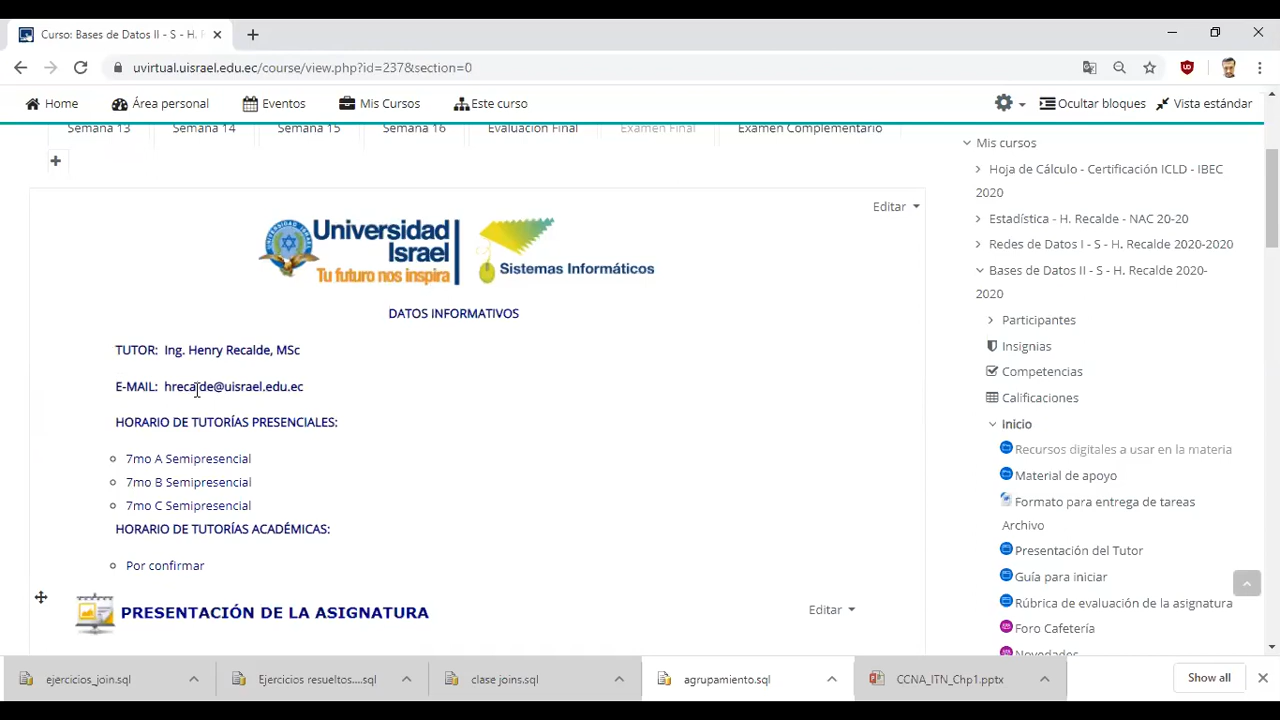 Curso: Bases de Datos II - S - H. R
uvirtual.uisrael.edu.ec/course/view.php?id=237&section=0
Home
Área personal
Eventos
Mis Cursos
Este curso
Ocultar bloques
Vista estándar
Semana 13
Semana 14
Semana 15
Semana 16
Evaluación Final
Examen Final
Examen Complementario
Editar
Universidad
Israel
Tu futuro nos inspira
Sistemas Informáticos
DATOS INFORMATIVOS
TUTOR: Ing. Henry Recalde, MSc
E-MAIL: hrecalde@uisrael.edu.ec
HORARIO DE TUTORÍAS PRESENCIALES:
7mo A Semipresencial
7mo B Semipresencial
7mo C Semipresencial
HORARIO DE TUTORÍAS ACADÉMICAS:
Por confirmar
PRESENTACIÓN DE LA ASIGNATURA
Editar
Mis cursos
Hoja de Cálculo - Certificación ICLD - IBEC
2020
Estadística - H. Recalde - NAC 20-20
Redes de Datos I - S - H. Recalde 2020-2020
Bases de Datos II - S - H. Recalde 2020-
2020
Participantes
Insignias
Competencias
Calificaciones
Inicio
Recursos digitales a usar en la materia
Material de apoyo
Formato para entrega de tareas
Archivo
Presentación del Tutor
Guía para iniciar
Rúbrica de evaluación de la asignatura
Foro Cafetería
Novedades
ejercicios_join.sql
Ejercicios resueltos....sql
clase joins.sql
agrupamiento.sql
CCNA_ITN_Chp1.pptx
Show all